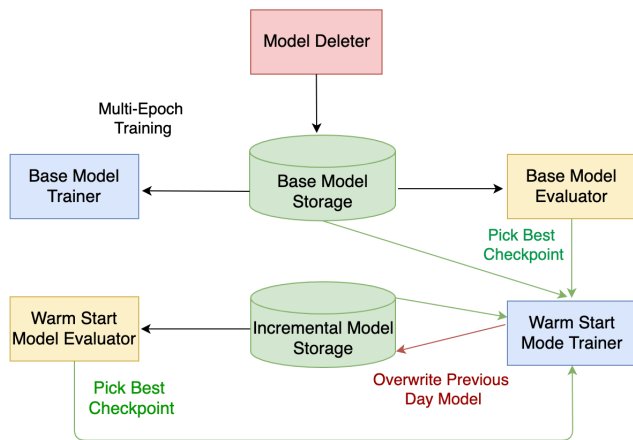 Model Deleter
Multi-Epoch
Training
Base Model
Trainer
Base Model
Storage
Base Model
Evaluator
Pick Best
Checkpoint
Warm Start
Model Evaluator
Incremental Model
Storage
Warm Start
Mode Trainer
Pick Best
Checkpoint
Overwrite Previous
Day Model